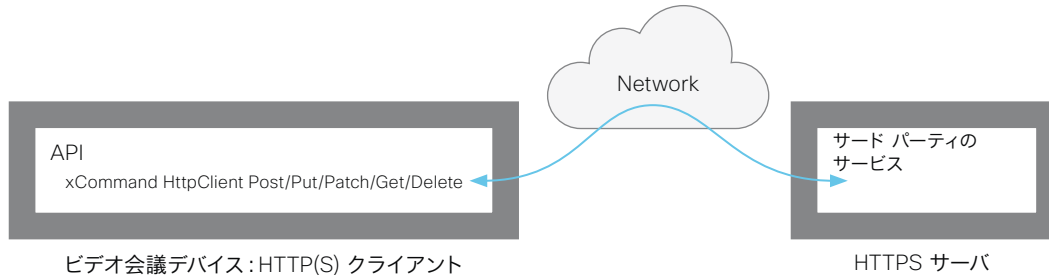 Network
API
xCommand HttpClient Post/Put/Patch/Get/Delete
サード パーティの
サービス
ビデオ会議デバイス：HTTP(S) クライアント
HTTPS サーバ